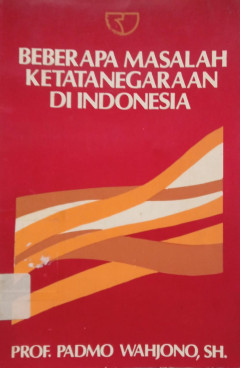 BEBERAPA MASALAH
KETATANEGARAAN
DI INDONESIA
PROF. PADMO WAHJONO, SH.